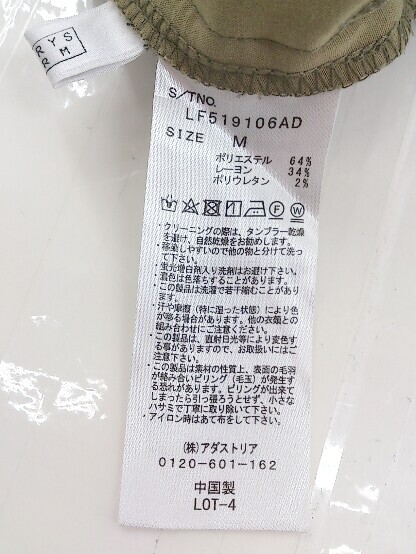 RYS
RM
S/TNO.
LF519106AD
SIZE M
ポリエステル 64%
レーヨン 34%
ポリウレタン 2%
・クリーニングの際は、タンブラー乾燥
を避け、自然乾燥をお勧めします。
・移染しやすいので他の物と分けて洗っ
て下さい。
・蛍光増白剤入り洗剤はお避け下さい。
・着色は色落ちすることがあります。
・この製品は洗濯で若干縮むことがあり
ます。
・汗や摩擦（特に湿った状態）により色
が移る場合があります。他の衣類との
組み合わせにご注意ください。
・この製品は、直射日光等により変色す
る事がありますので、お取扱いにはご
注意下さい。
・この製品は素材の性質上、表面の毛羽
が絡み合いピリング（毛玉）が発生す
る恐れがあります。ピリングが出来て
しまったら引っ張ろうとせず、小さな
ハサミで丁寧に取り除いて下さい。
・アイロン時はあて布をして下さい。
（株）アダストリア
0120-601-162
中国製
LOT-4